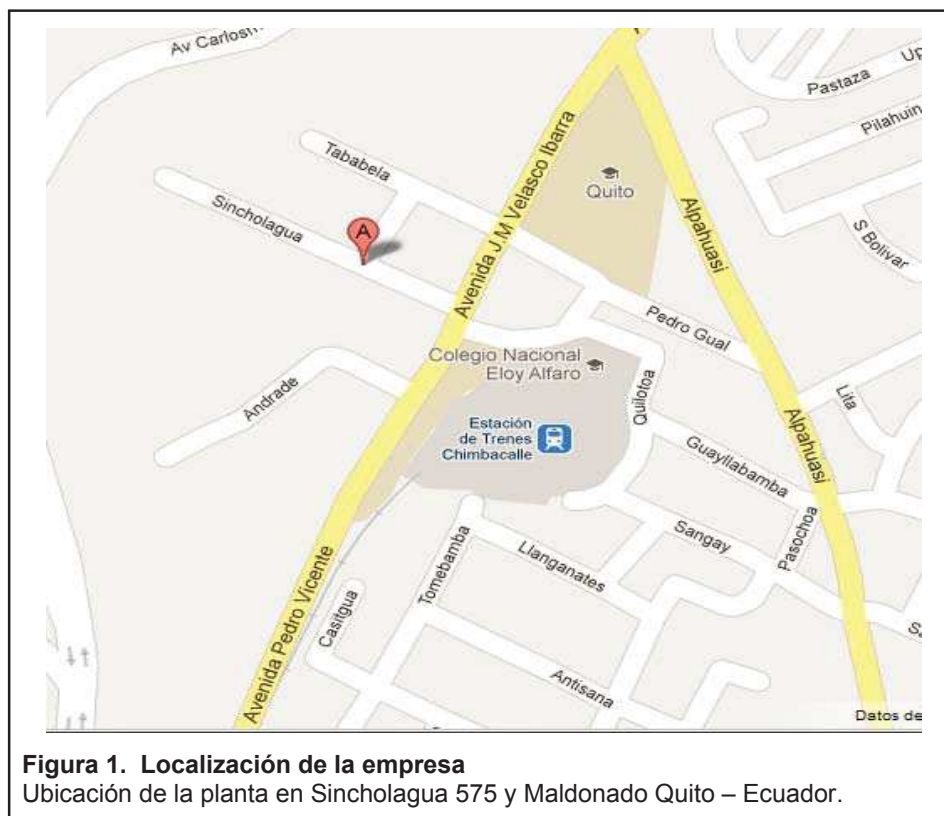 Av Carlos
Pastaza
Up
Pilahuin
Tababela
Avenida J.M Velasco Ibarra
Quito
Alpahuasi
Sincholagua
A
S Bolivar
Pedro Gual
Colegio Nacional
Eloy Alfaro
Andrade
Quilotoa
Lita
Estación
de Trenes
Chimbacalle
Alpahuasi
Guayllabamba
Pasochoa
Sangay
Tomebamba
Llanganates
Avenida Pedro Vicente
Casitgua
Antisana
Datos de
Figura 1. Localización de la empresa
Ubicación de la planta en Sincholagua 575 y Maldonado Quito – Ecuador.